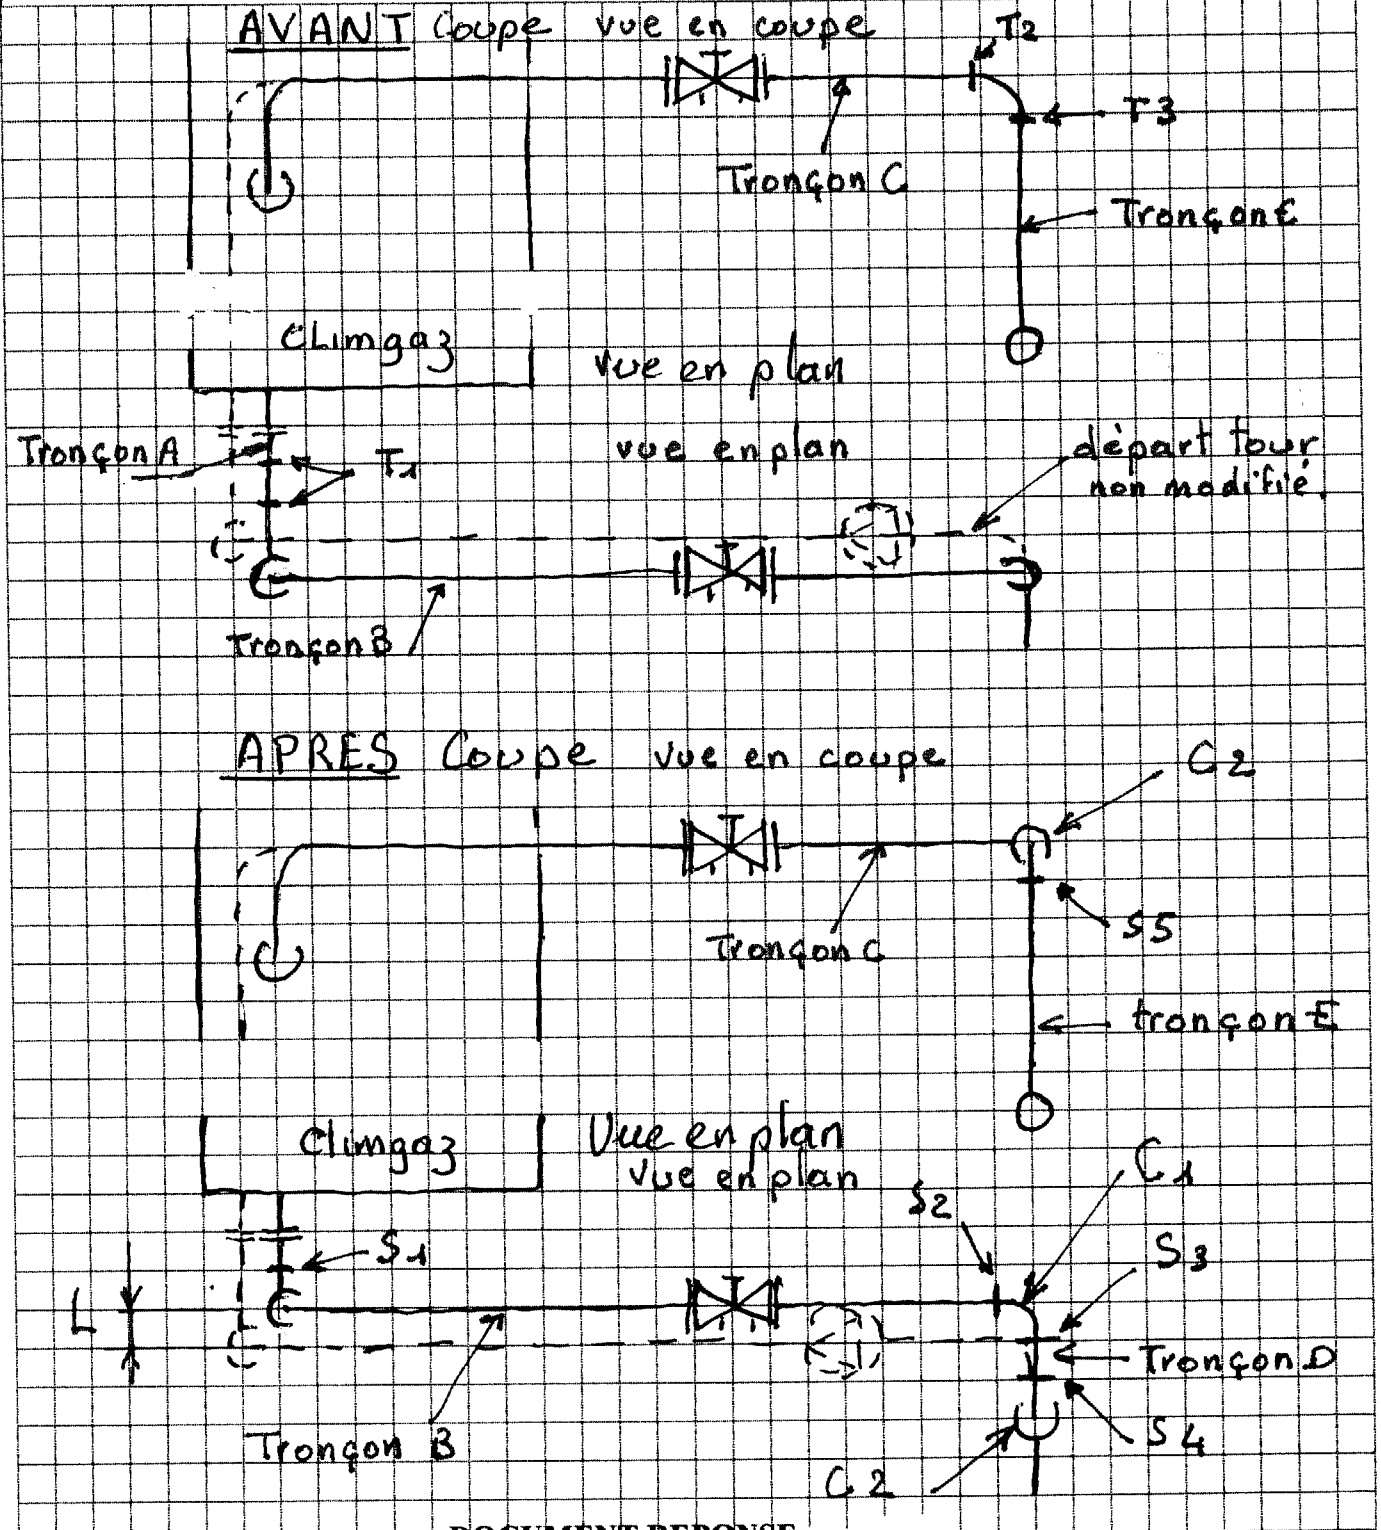 AVANT Coupe vue en coupe
T2
T3
Tronçon C
Tronçon E
Climgaz
vue en plan
Tronçon A
T1
vue en plan
départ tour
non modifié.
Tronçon B
APRES Coupe vue en coupe
C2
S5
Tronçon C
tronçon E
Climgaz
Vue en plan
vue en plan
C1
S2
S1
S3
L
Tronçon D
Tronçon B
S4
C2
DOCUMENT REPONSE